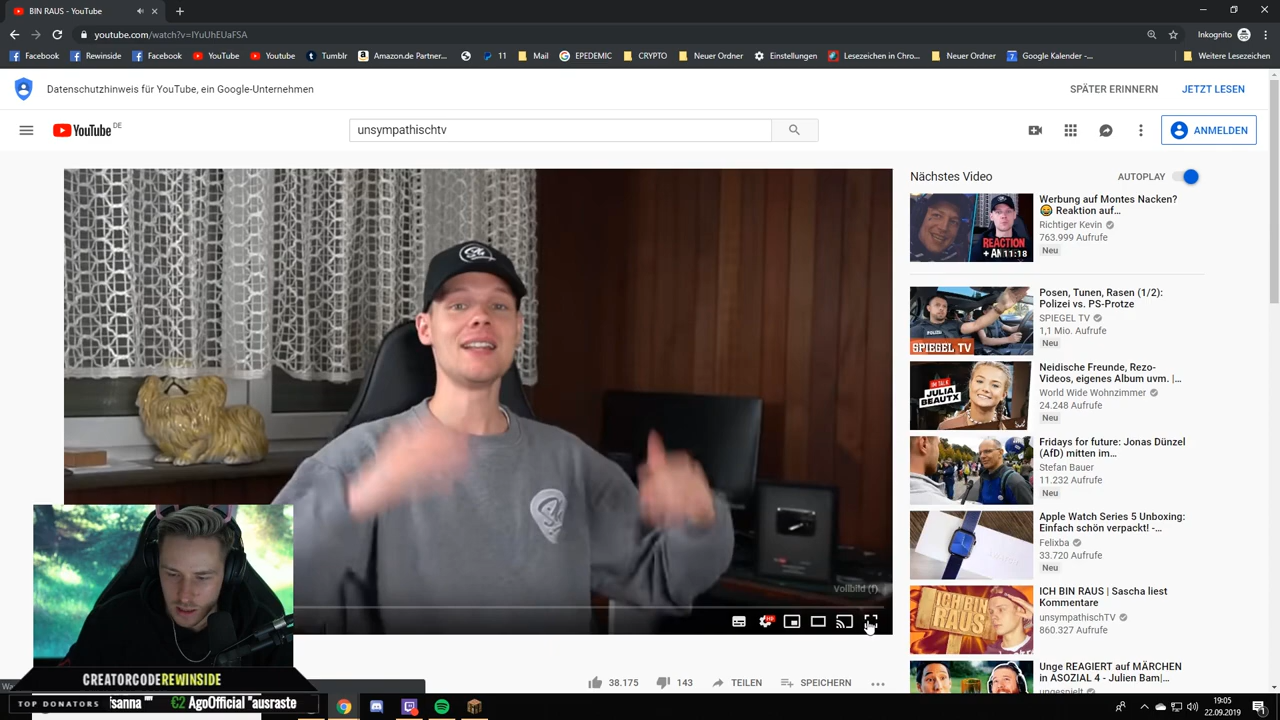 BIN RAUS - YouTube
youtube.com/watch?v=IYuUhEUaFSA
Inkognito
Facebook
Rewinside
Facebook
Youtube
Youtube
Tumblr
Amazon.de Partner...
11
Mail
EPEDEMIC
CRYPTO
Neuer Ordner
Einstellungen
Lesezeichen in Chro...
Neuer Ordner
Google Kalender -...
Weitere Lesezeichen
Datenschutzhinweis für YouTube, ein Google-Unternehmen
SPÄTER ERINNERN
JETZT LESEN
YouTube DE
unsympathischtv
ANMELDEN
Nächstes Video
AUTOPLAY
REACTION
11:18
Werbung auf Montes Nacken?
😂 Reaktion auf...
Richtiger Kevin
763.999 Aufrufe
Neu
POLIZEI
SPIEGEL TV
Posen, Tunen, Rasen (1/2):
Polizei vs. PS-Protze
SPIEGEL TV
1,1 Mio. Aufrufe
Neu
IM TALK
JULIA
BEAUTX
Neidische Freunde, Rezo-
Videos, eigenes Album uvm. |...
World Wide Wohnzimmer
24.248 Aufrufe
Neu
Fridays for future: Jonas Dünzel
(AfD) mitten im...
Stefan Bauer
11.232 Aufrufe
Neu
Apple Watch Series 5 Unboxing:
Einfach schön verpackt! -...
Felixba
33.720 Aufrufe
Neu
ICH BIN
RAUS
ICH BIN RAUS | Sascha liest
Kommentare
unsympathischTV
860.327 Aufrufe
Unge REAGIERT auf MÄRCHEN
in ASOZIAL 4 - Julien Bam|...
ungespielt
Vollbild (f)
38.175
143
TEILEN
SPEICHERN
CREATORCODEREWINSIDE
TOP DONATORS
sanna ""
€2 AgoOfficial "ausraste
19:05
22.09.2019